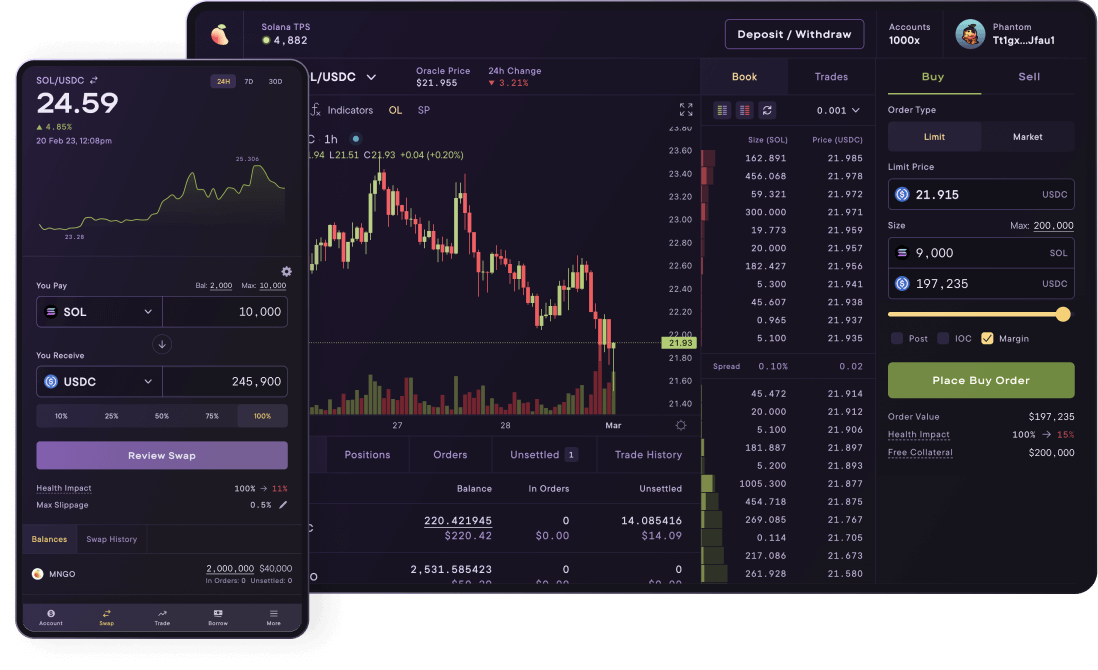 SOL/USDC
24H 7D 30D
24.59
4.85%
20 Feb 23, 12:08pm
25.306
23.28
You Pay Bal: 2,000 Max: 10,000
SOL 10,000
You Receive
USDC 245,900
10% 25% 50% 75% 100%
Review Swap
Health Impact 100% → 11%
Max Slippage 0.5%
Balances Swap History
MNGO 2,000,000 $40,000
In Orders: 0 Unsettled: 0
Account Swap Trade Borrow More
Solana TPS
4,882
Deposit / Withdraw
Accounts
1000x
Phantom
Tt1gx...Jfau1
L/USDC
Oracle Price
$21.955
24h Change
3.21%
Indicators OL SP
C · 1h
.94 L21.51 C21.93 +0.04 (+0.20%)
23.80
23.60
23.40
23.20
23.00
22.80
22.60
22.40
22.20
22.00
21.93
21.80
21.60
21.40
27 28 Mar
Positions Orders Unsettled 1 Trade History
Balance In Orders Unsettled
C 220.421945 0 14.085416
$220.42 $0.00 $14.09
O 2,531.585423 0 0
Book Trades
0.001
Size (SOL) Price (USDC)
162.891 21.985
456.068 21.978
59.321 21.972
300.000 21.971
19.773 21.959
20.000 21.957
182.427 21.956
5.300 21.941
45.607 21.938
0.965 21.937
5.100 21.935
Spread 0.10% 0.02
45.472 21.914
20.000 21.912
5.100 21.906
181.887 21.897
5.200 21.893
1005.300 21.877
454.718 21.875
269.085 21.767
0.114 21.705
217.086 21.673
261.928 21.580
Buy Sell
Order Type
Limit Market
Limit Price
21.915 USDC
Size Max: 200,000
9,000 SOL
197,235 USDC
Post IOC Margin
Place Buy Order
Order Value $197,235
Health Impact 100% → 15%
Free Collateral $200,000